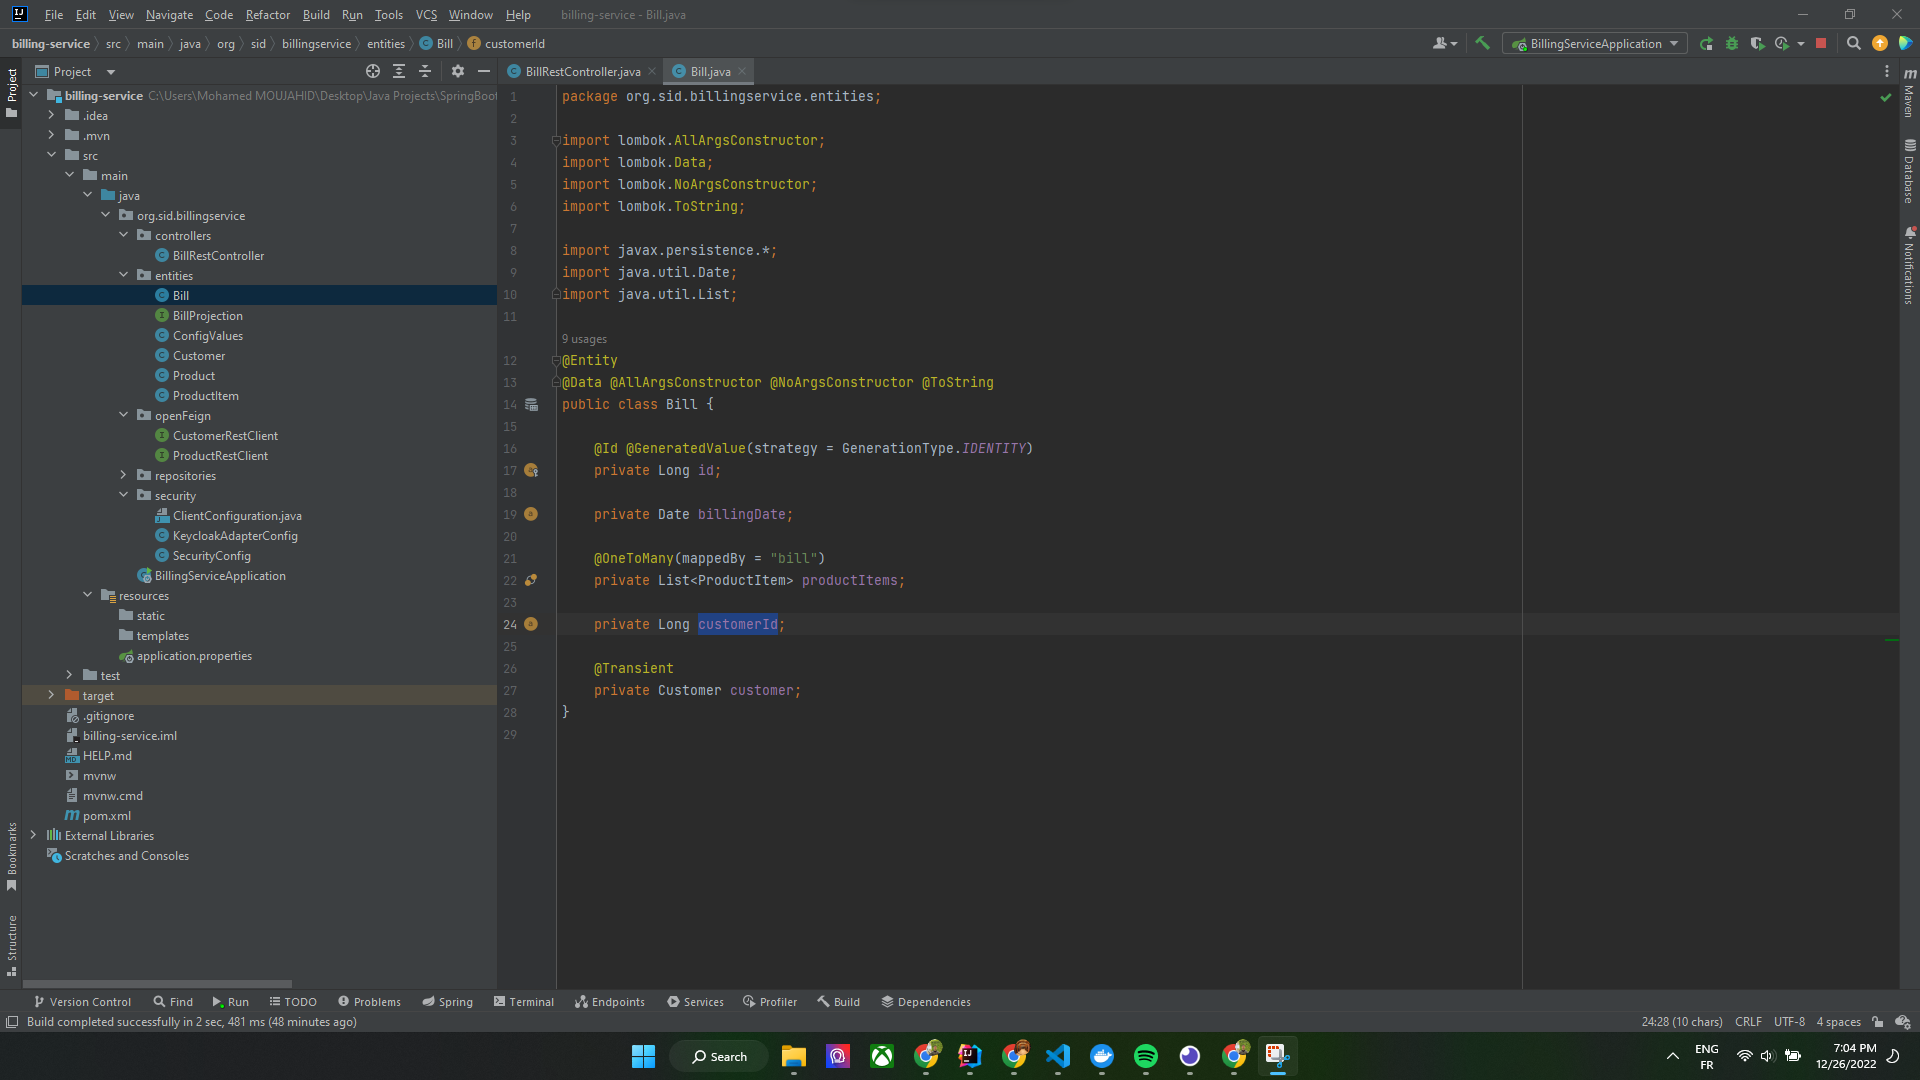 File Edit View Navigate Code Refactor Build Run Tools VCS Window Help billing-service - Bill.java
billing-service src main java org sid billingservice entities Bill customerId BillingServiceApplication
Project
BillRestController.java Bill.java
billing-service C:\Users\Mohamed MOUJAHID\Desktop\Java Projects\SpringBoot
.idea
.mvn
src
main
java
org.sid.billingservice
controllers
BillRestController
entities
Bill
BillProjection
ConfigValues
Customer
Product
ProductItem
openFeign
CustomerRestClient
ProductRestClient
repositories
security
ClientConfiguration.java
KeycloakAdapterConfig
SecurityConfig
BillingServiceApplication
resources
static
templates
application.properties
test
target
.gitignore
billing-service.iml
HELP.md
mvnw
mvnw.cmd
pom.xml
External Libraries
Scratches and Consoles
Project
Bookmarks
Structure
1 package org.sid.billingservice.entities;
2
3 import lombok.AllArgsConstructor;
4 import lombok.Data;
5 import lombok.NoArgsConstructor;
6 import lombok.ToString;
7
8 import javax.persistence.*;
9 import java.util.Date;
10 import java.util.List;
11
9 usages
12 @Entity
13 @Data @AllArgsConstructor @NoArgsConstructor @ToString
14 public class Bill {
15
16 @Id @GeneratedValue(strategy = GenerationType.IDENTITY)
17 private Long id;
18
19 private Date billingDate;
20
21 @OneToMany(mappedBy = "bill")
22 private List<ProductItem> productItems;
23
24 private Long customerId;
25
26 @Transient
27 private Customer customer;
28 }
29
Maven
Database
Notifications
Version Control Find Run TODO Problems Spring Terminal Endpoints Services Profiler Build Dependencies
Build completed successfully in 2 sec, 481 ms (48 minutes ago) 24:28 (10 chars) CRLF UTF-8 4 spaces
Search
ENG
FR
7:04 PM
12/26/2022